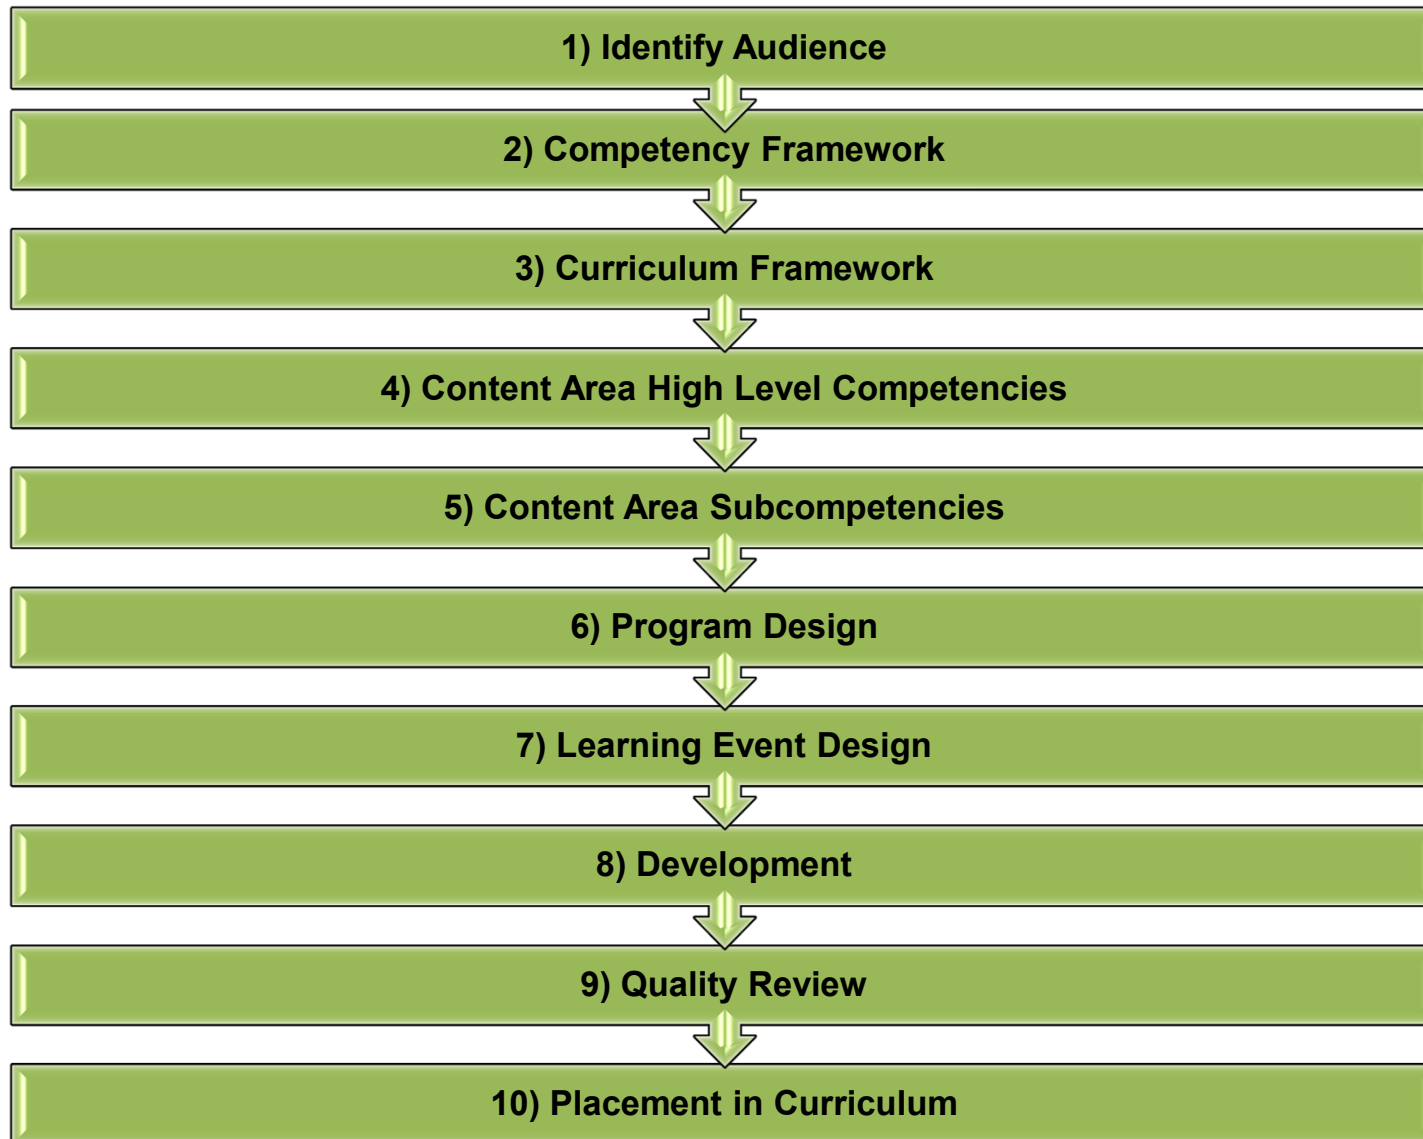 1) Identify Audience
2) Competency Framework
3) Curriculum Framework
4) Content Area High Level Competencies
5) Content Area Subcompetencies
6) Program Design
7) Learning Event Design
8) Development
9) Quality Review
10) Placement in Curriculum